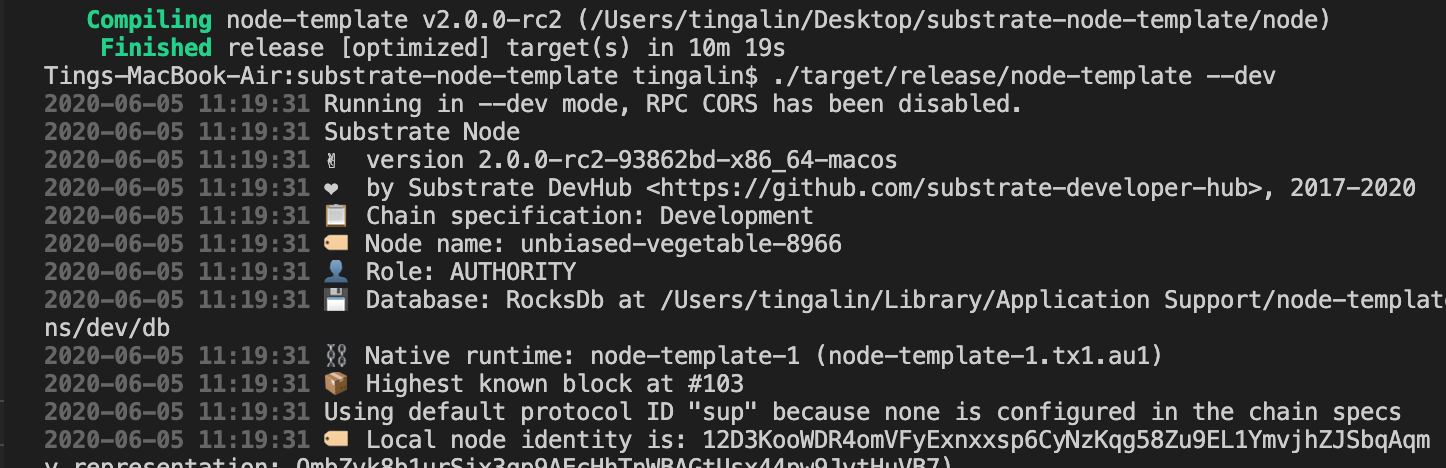 Compiling node-template v2.0.0-rc2 (/Users/tingalin/Desktop/substrate-node-template/node)
Finished release [optimized] target(s) in 10m 19s
Tings-MacBook-Air:substrate-node-template tingalin$ ./target/release/node-template --dev
2020-06-05 11:19:31 Running in --dev mode, RPC CORS has been disabled.
2020-06-05 11:19:31 Substrate Node
2020-06-05 11:19:31 ✌️ version 2.0.0-rc2-93862bd-x86_64-macos
2020-06-05 11:19:31 ❤️ by Substrate DevHub <https://github.com/substrate-developer-hub>, 2017-2020
2020-06-05 11:19:31 📋 Chain specification: Development
2020-06-05 11:19:31 🏷 Node name: unbiased-vegetable-8966
2020-06-05 11:19:31 👤 Role: AUTHORITY
2020-06-05 11:19:31 💾 Database: RocksDb at /Users/tingalin/Library/Application Support/node-templat
ns/dev/db
2020-06-05 11:19:31 ⛓ Native runtime: node-template-1 (node-template-1.tx1.au1)
2020-06-05 11:19:31 📦 Highest known block at #103
2020-06-05 11:19:31 Using default protocol ID "sup" because none is configured in the chain specs
2020-06-05 11:19:31 🏷 Local node identity is: 12D3KooWDR4omVFyExnxxsp6CyNzKqg58Zu9EL1YmvjhZJSbqAqm
y representation: